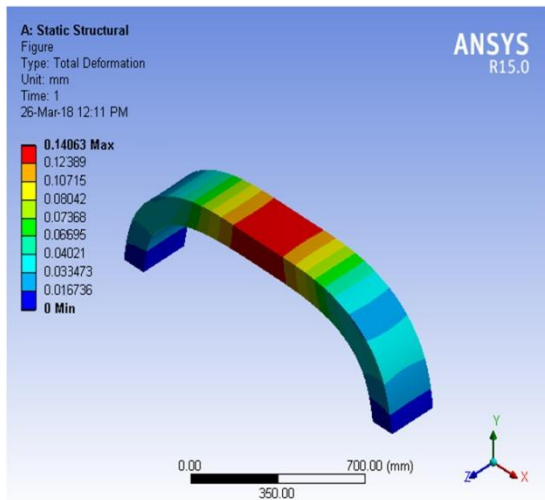 A: Static Structural
Figure
Type: Total Deformation
Unit: mm
Time: 1
26-Mar-18 12:11 PM
ANSYS
R15.0
0.14063 Max
0.12389
0.10715
0.08042
0.07368
0.06695
0.04021
0.033473
0.016736
0 Min
0.00
700.00 (mm)
350.00
Y
Z
X